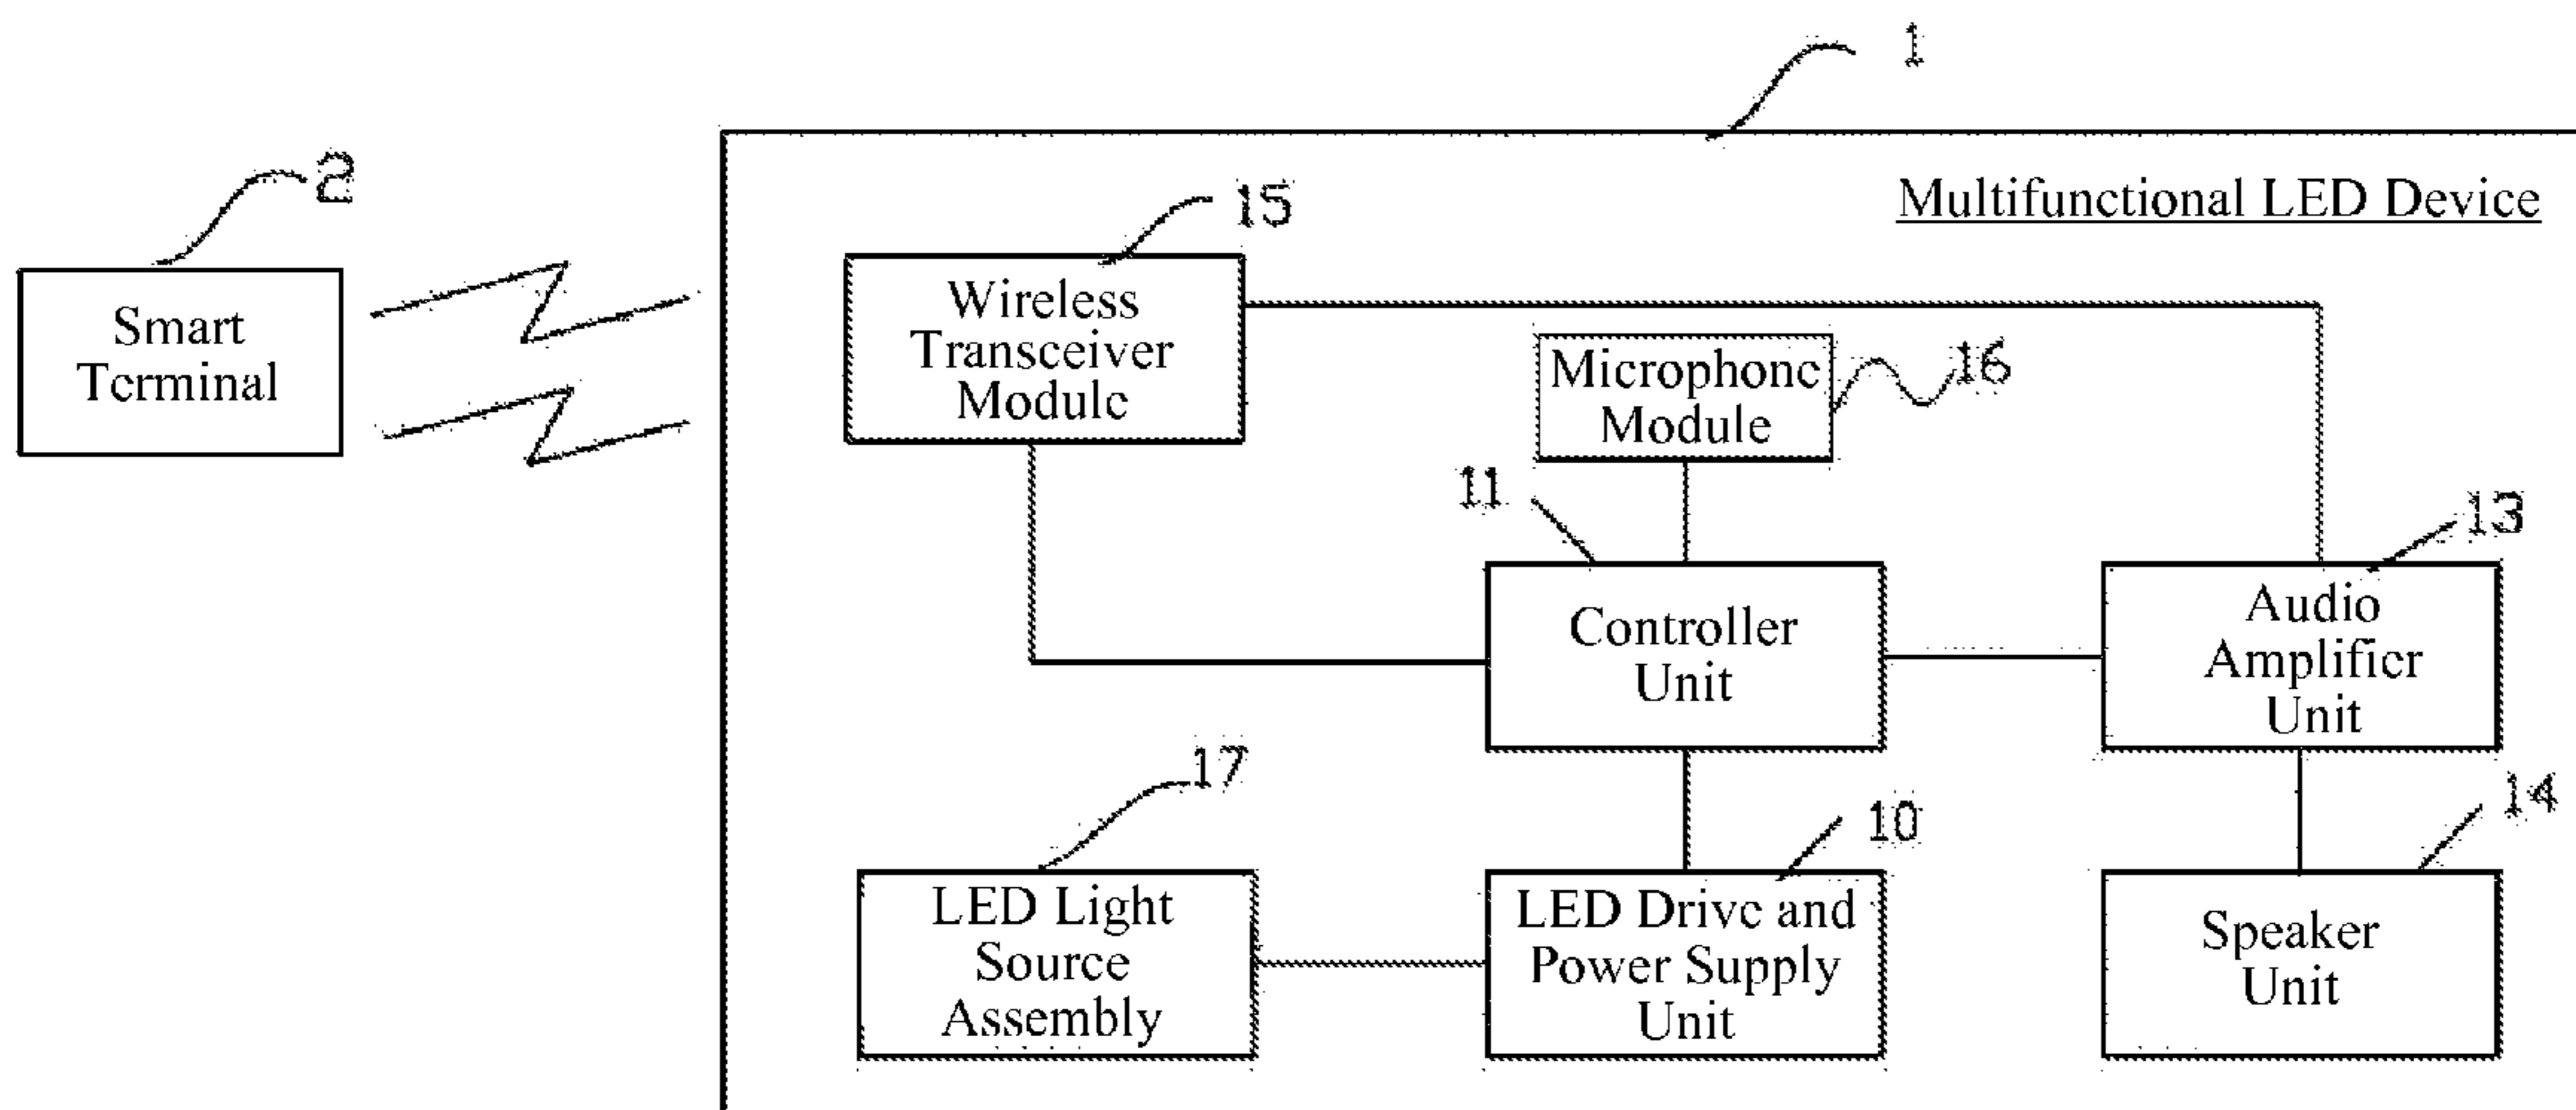 1
2
15
Multifunctional LED Device
Smart
Terminal
Wireless
Transceiver
Module
Microphone
Module
16
11
13
Controller
Unit
Audio
Amplifier
Unit
17
10
14
LED Light
Source
Assembly
LED Drive and
Power Supply
Unit
Speaker
Unit